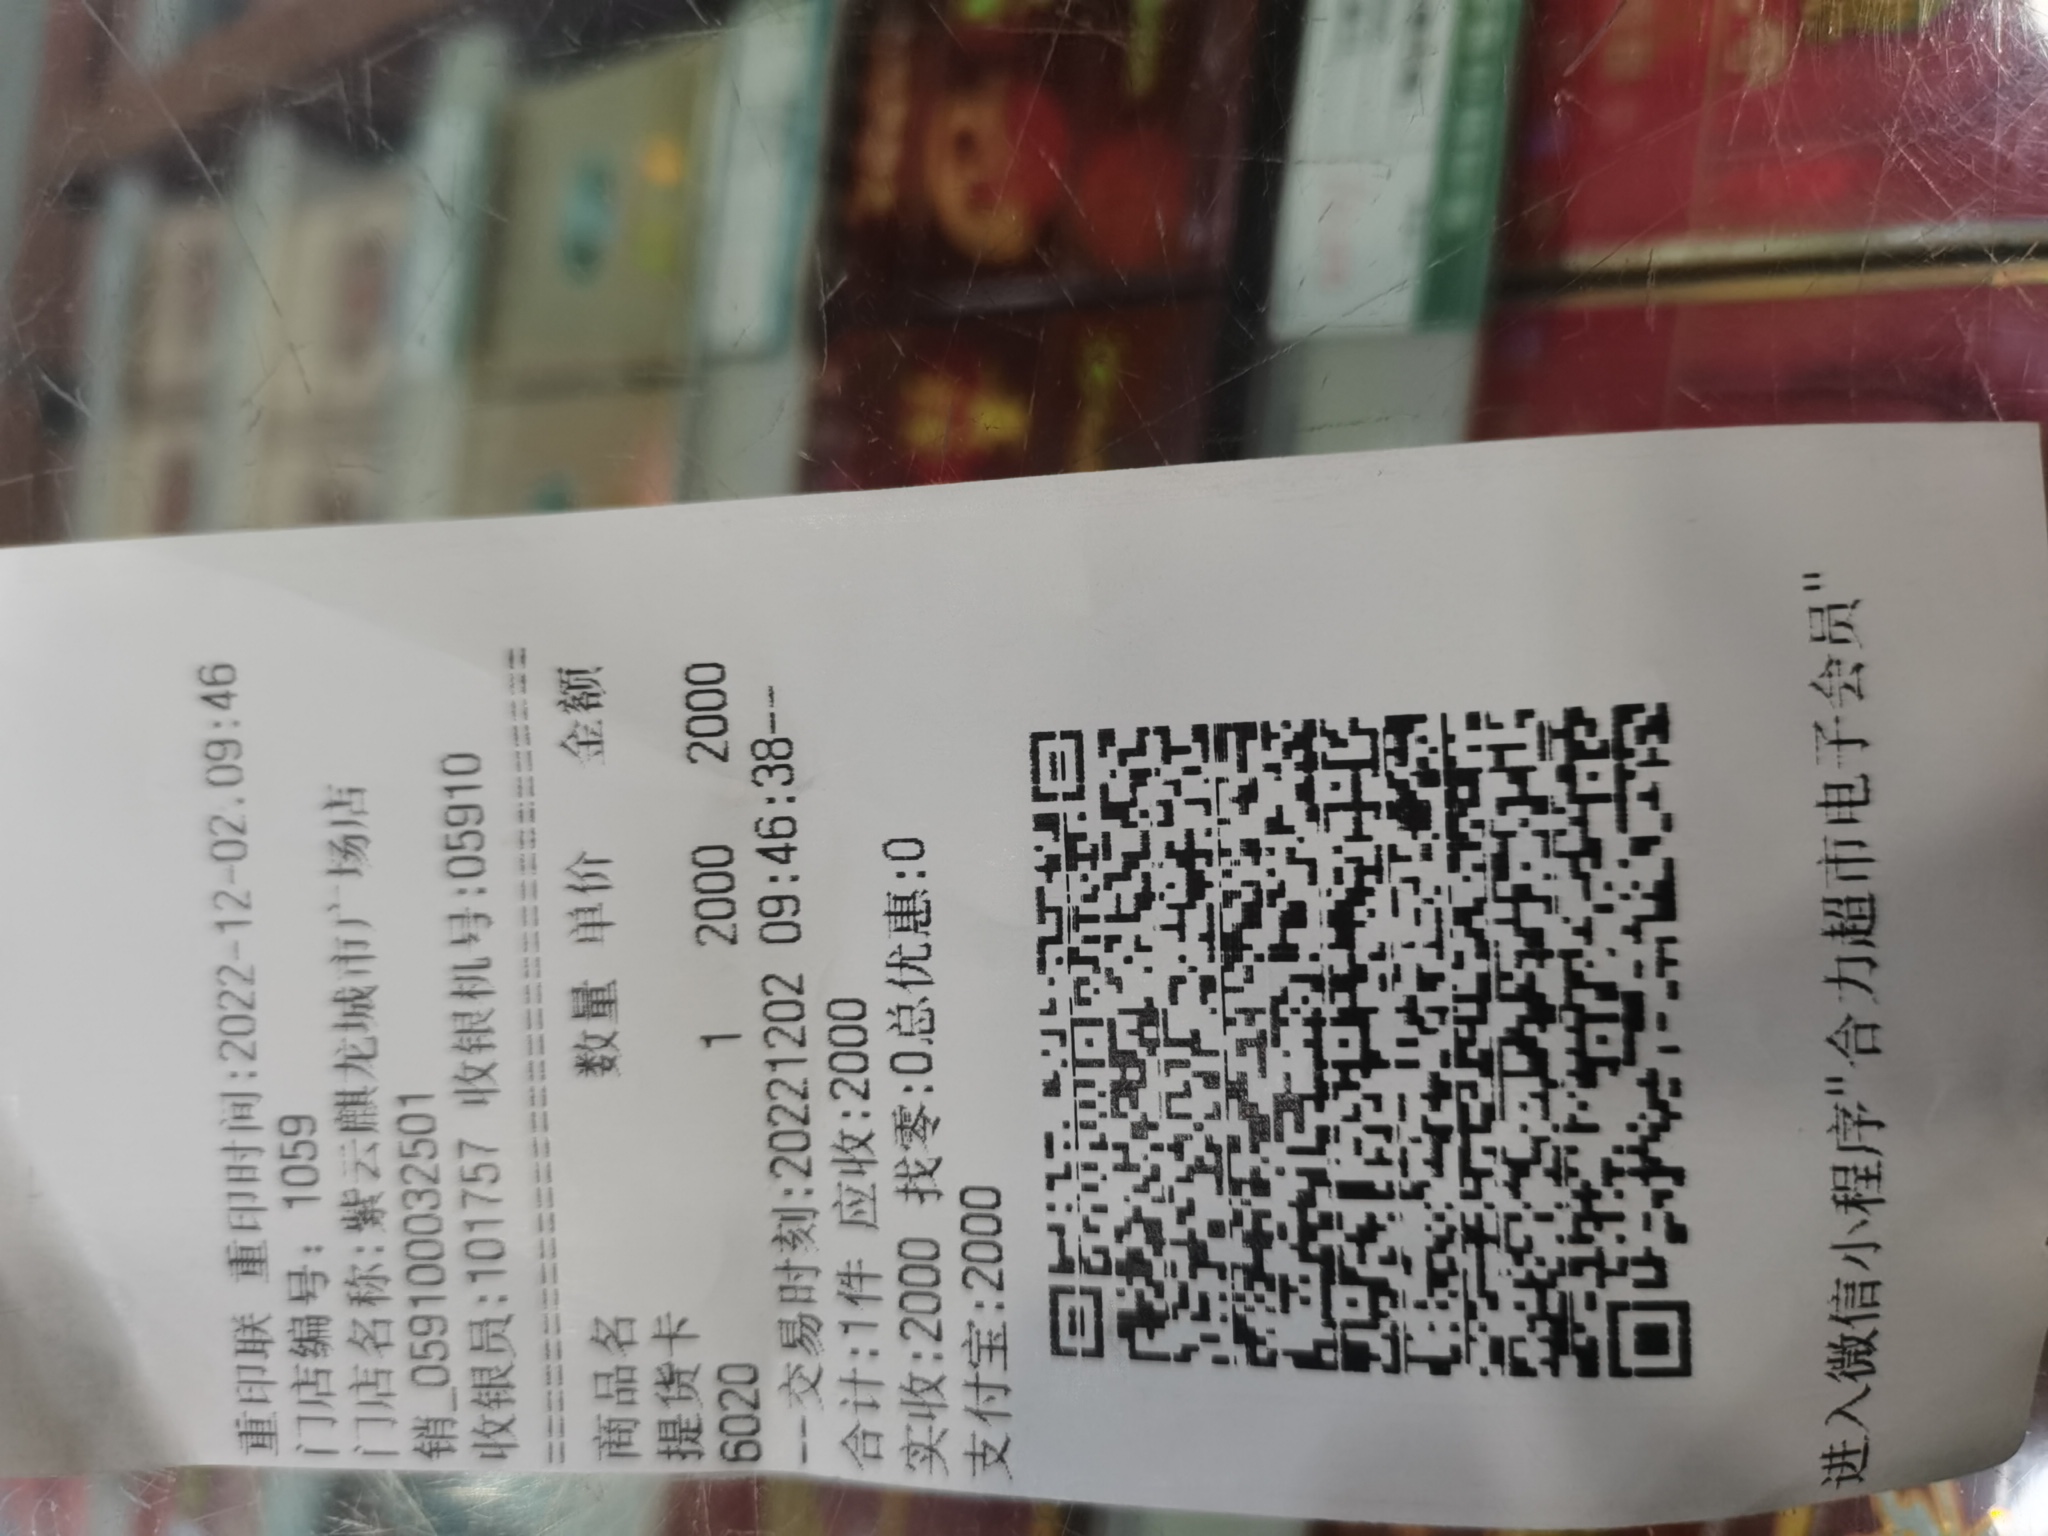 重印联 重印时间:2022-12-02.09:46
门店编号: 1059
门店名称:紫云麒龙城市广场店
销_0591000032501
收银员:101757 收银机号:05910
商品名 数量 单价 金额
提货卡
6020 1 2000 2000
--交易时刻:20221202 09:46:38--
合计:1件 应收:2000
实收:2000 找零:0总优惠:0
支付宝:2000
进入微信小程序"合力超市电子会员"